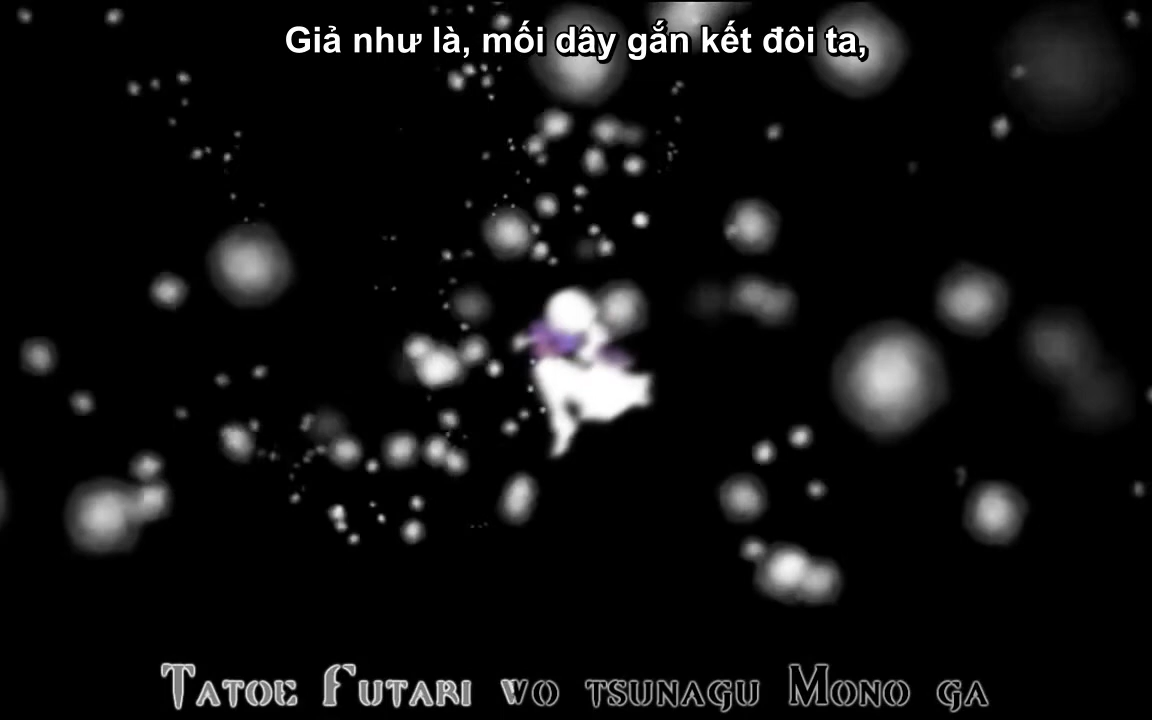 Giả như là, mối dây gắn kết đôi ta,
Tatoe Futari wo tsunagu Mono ga